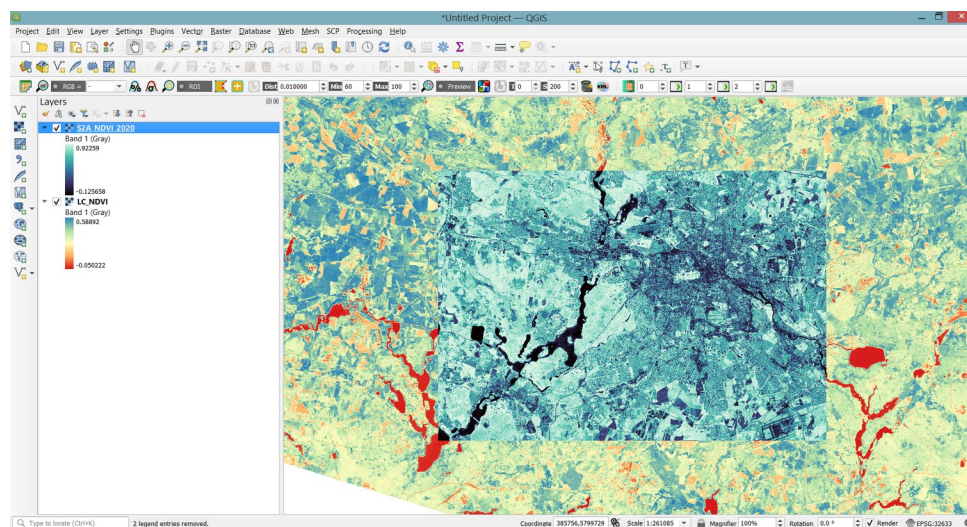 *Untitled Project — QGIS
Project Edit View Layer Settings Plugins Vector Raster Database Web Mesh SCP Processing Help
RGB = - ROI Dist 0.010000 Min 60 Max 100 Preview T 0 S 200 KML 0 1 2
Layers
S2A_NDVI_2020
Band 1 (Gray)
0.92259
-0.125658
LC_NDVI
Band 1 (Gray)
0.58892
-0.050222
Type to locate (Ctrl+K) 2 legend entries removed. Coordinate 385756,5799729 Scale 1:261085 Magnifier 100% Rotation 0.0 ° Render EPSG:32633